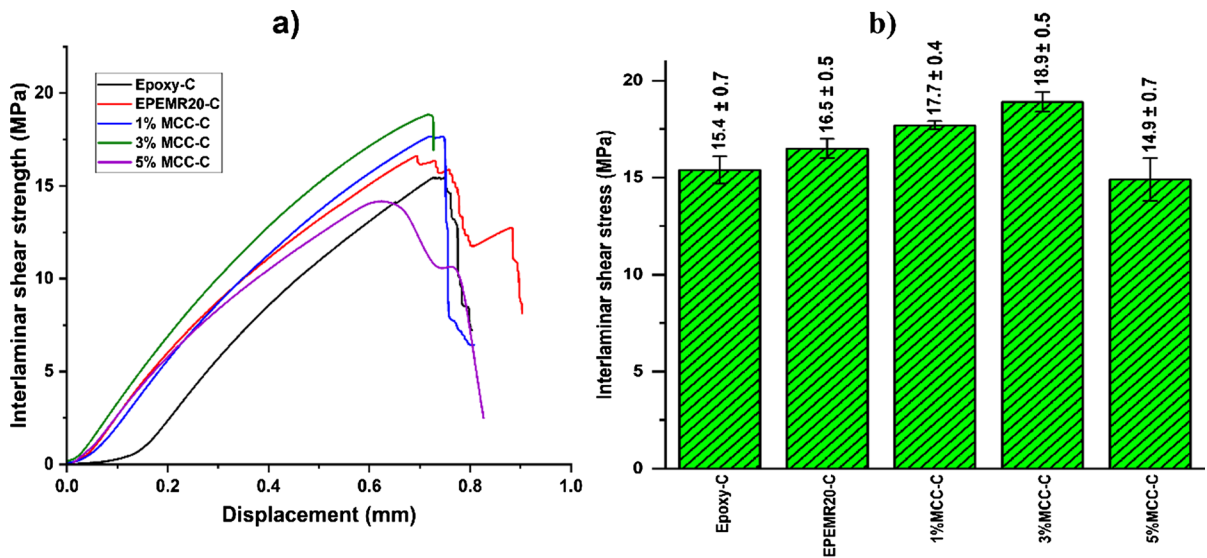 a)
Interlaminar shear strength (MPa)
20
15
10
5
0
Epoxy-C
EPEMR20-C
1% MCC-C
3% MCC-C
5% MCC-C
0.0 0.2 0.4 0.6 0.8 1.0
Displacement (mm)
b)
Interlaminar shear stress (MPa)
20
15
10
5
0
15.4 ± 0.7
16.5 ± 0.5
17.7 ± 0.4
18.9 ± 0.5
14.9 ± 0.7
Epoxy-C
EPEMR20-C
1%MCC-C
3%MCC-C
5%MCC-C